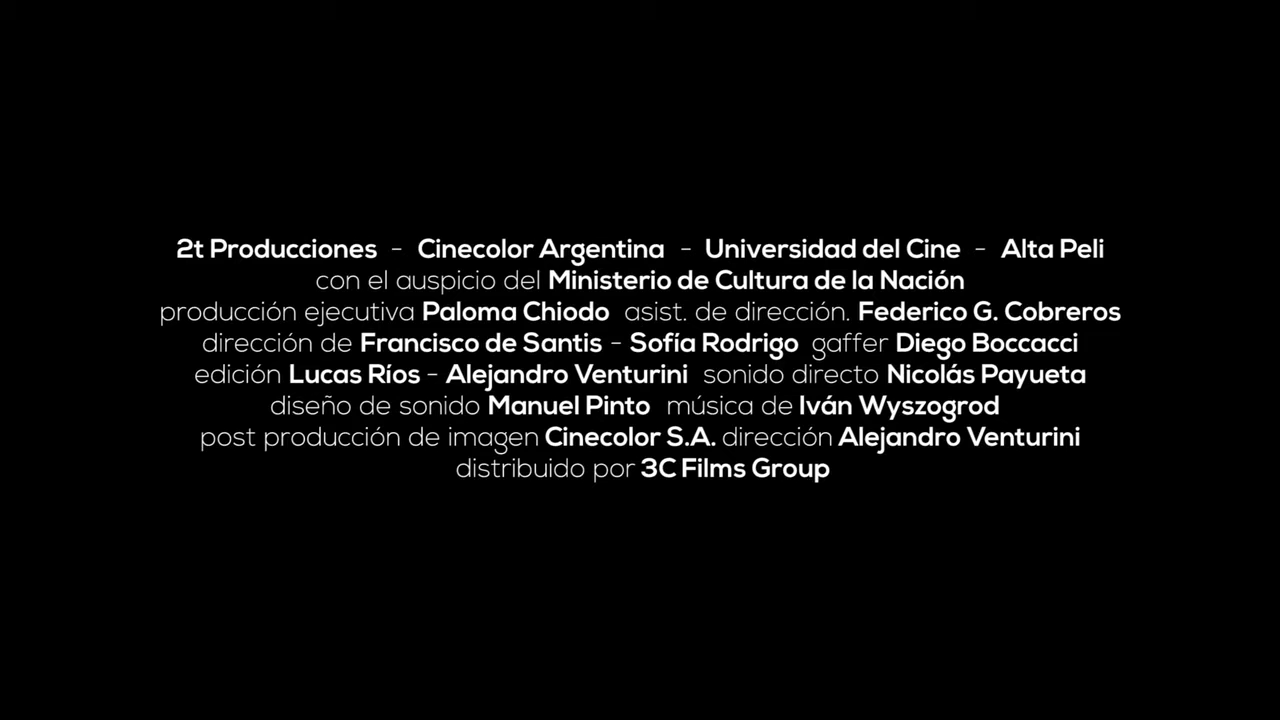 2t Producciones - Cinecolor Argentina - Universidad del Cine - Alta Peli
con el auspicio del Ministerio de Cultura de la Nación
producción ejecutiva Paloma Chiodo asist. de dirección. Federico G. Cobreros
dirección de Francisco de Santis - Sofía Rodrigo gaffer Diego Boccacci
edición Lucas Ríos - Alejandro Venturini sonido directo Nicolás Payueta
diseño de sonido Manuel Pinto música de Iván Wyszogrod
post producción de imagen Cinecolor S.A. dirección Alejandro Venturini
distribuido por 3C Films Group